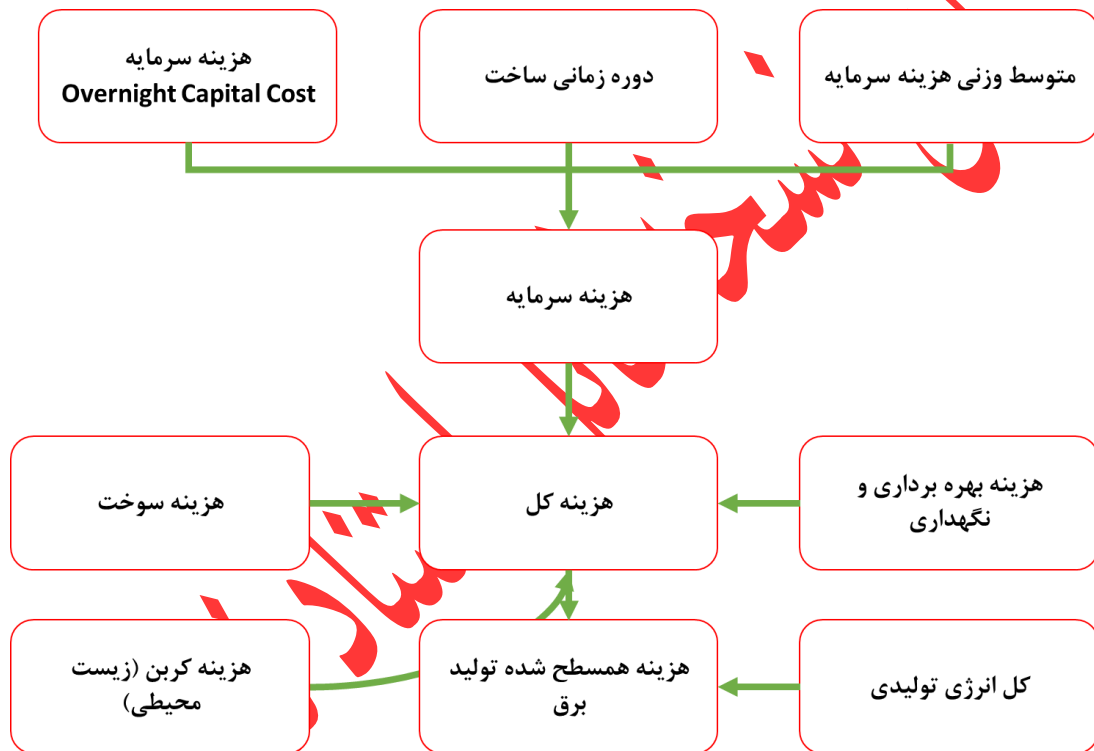 متوسط وزنی هزینه سرمایه
دوره زمانی ساخت
هزینه سرمایه
Overnight Capital Cost
هزینه سرمایه
هزینه بهره برداری و
نگهداری
هزینه کل
هزینه سوخت
کل انرژی تولیدی
هزینه همسطح شده تولید
برق
هزینه کربن (زیست
محیطی)